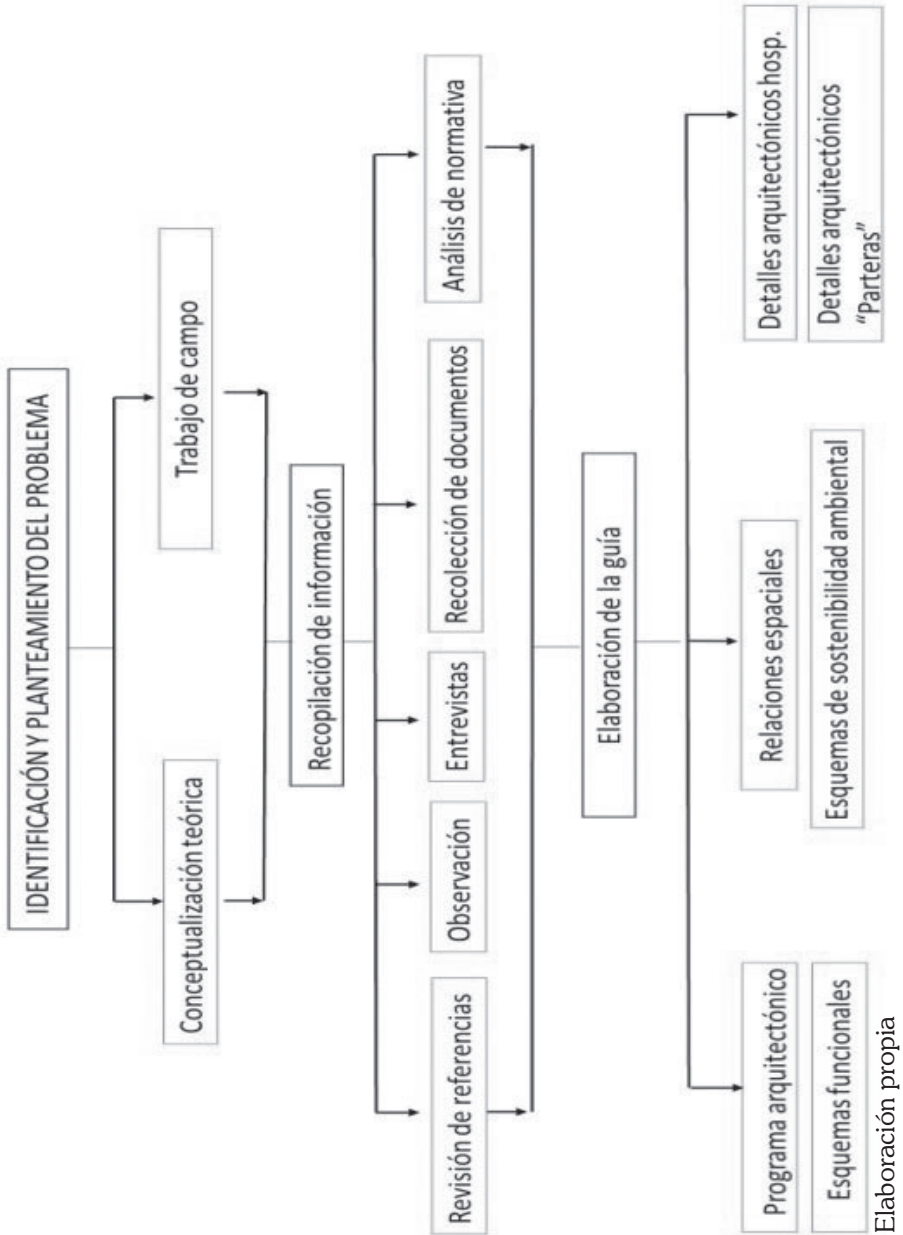 IDENTIFICACIÓN Y PLANTEAMIENTO DEL PROBLEMA
Conceptualización teórica
Trabajo de campo
Recopilación de información
Revisión de referencias
Observación
Entrevistas
Recolección de documentos
Análisis de normativa
Elaboración de la guía
Programa arquitectónico
Esquemas funcionales
Relaciones espaciales
Esquemas de sostenibilidad ambiental
Detalles arquitectónicos hosp.
Detalles arquitectónicos
“Parteras”
Elaboración propia